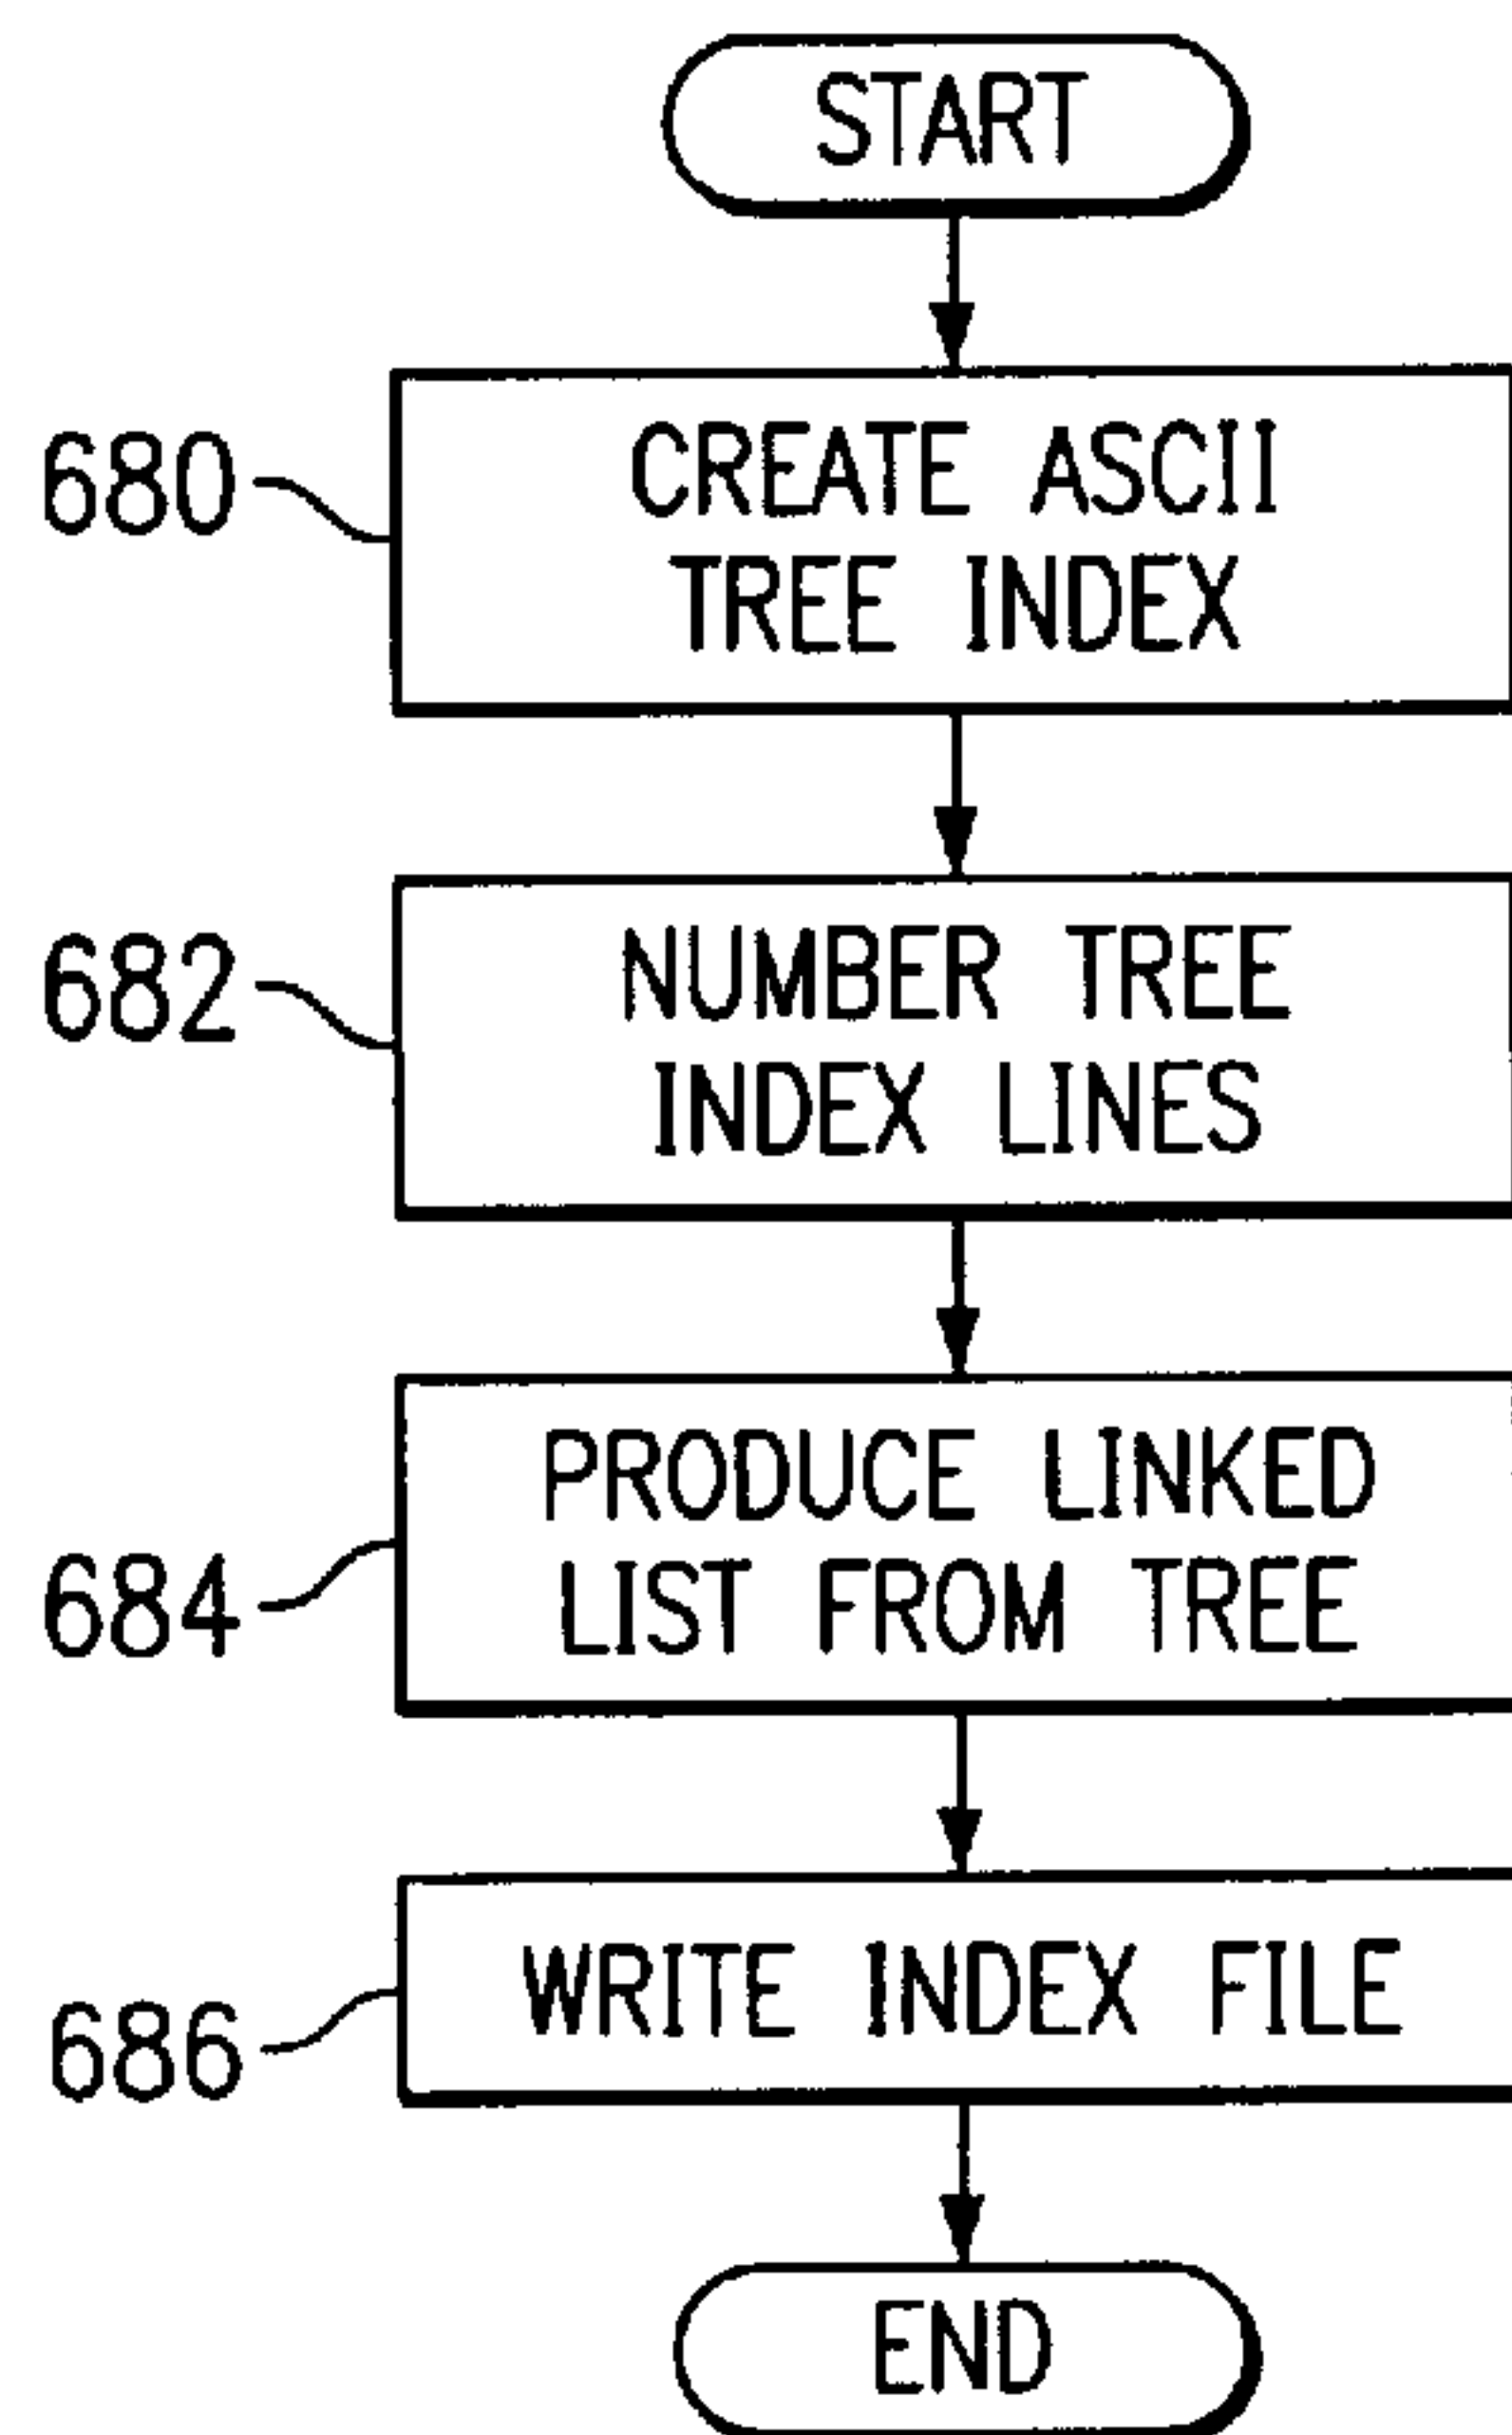 START
680
CREATE ASCII
TREE INDEX
682
NUMBER TREE
INDEX LINES
684
PRODUCE LINKED
LIST FROM TREE
686
WRITE INDEX FILE
END